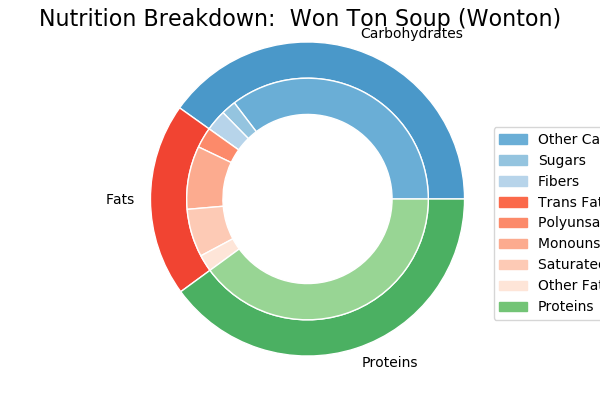 Nutrition Breakdown:  Won Ton Soup (Wonton)
Carbohydrates
Fats
Proteins
Other Ca
Sugars
Fibers
Trans Fat
Polyunsa
Monouns
Saturated
Other Fat
Proteins